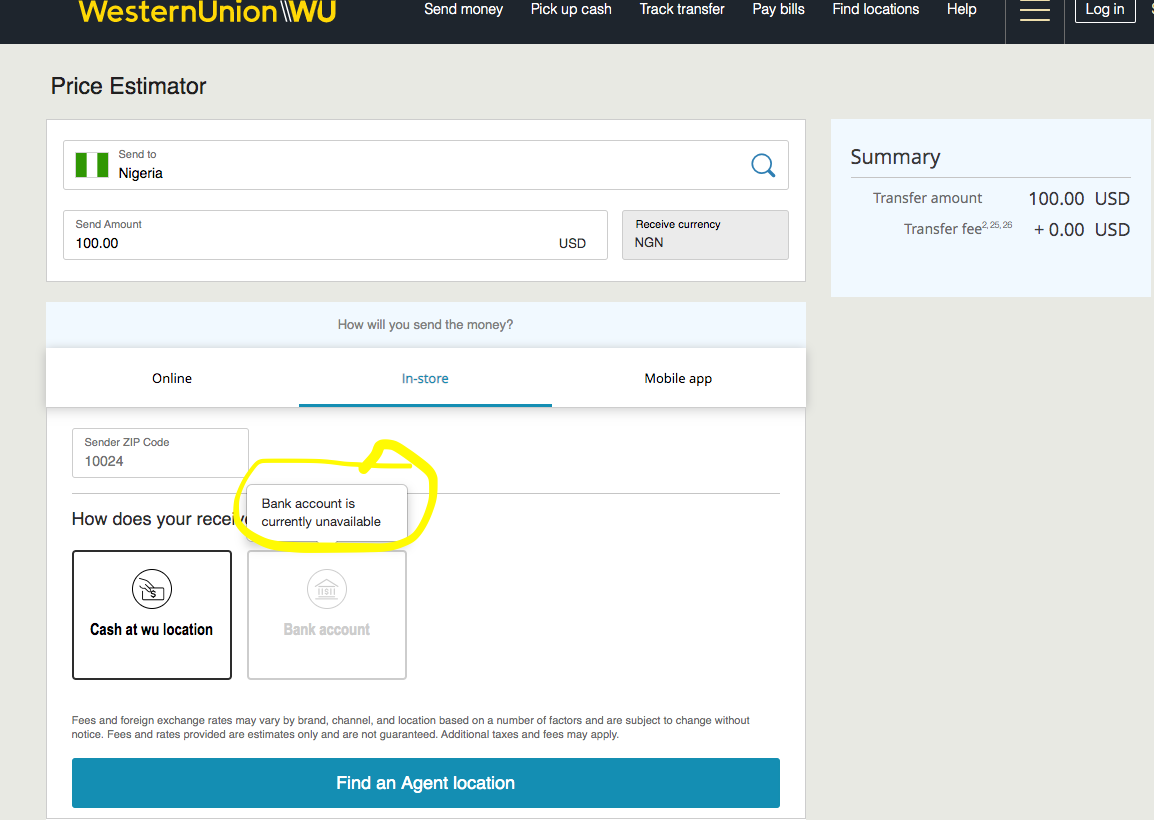 WesternUnion WU
Send money Pick up cash Track transfer Pay bills Find locations Help Log in
Price Estimator
Send to
Nigeria
Send Amount
100.00 USD
Receive currency
NGN
Summary
Transfer amount 100.00 USD
Transfer fee2,25,26 + 0.00 USD
How will you send the money?
Online In-store Mobile app
Sender ZIP Code
10024
Bank account is
currently unavailable
How does your
Cash at wu location
Bank account
Fees and foreign exchange rates may vary by brand, channel, and location based on a number of factors and are subject to change without
notice. Fees and rates provided are estimates only and are not guaranteed. Additional taxes and fees may apply.
Find an Agent location